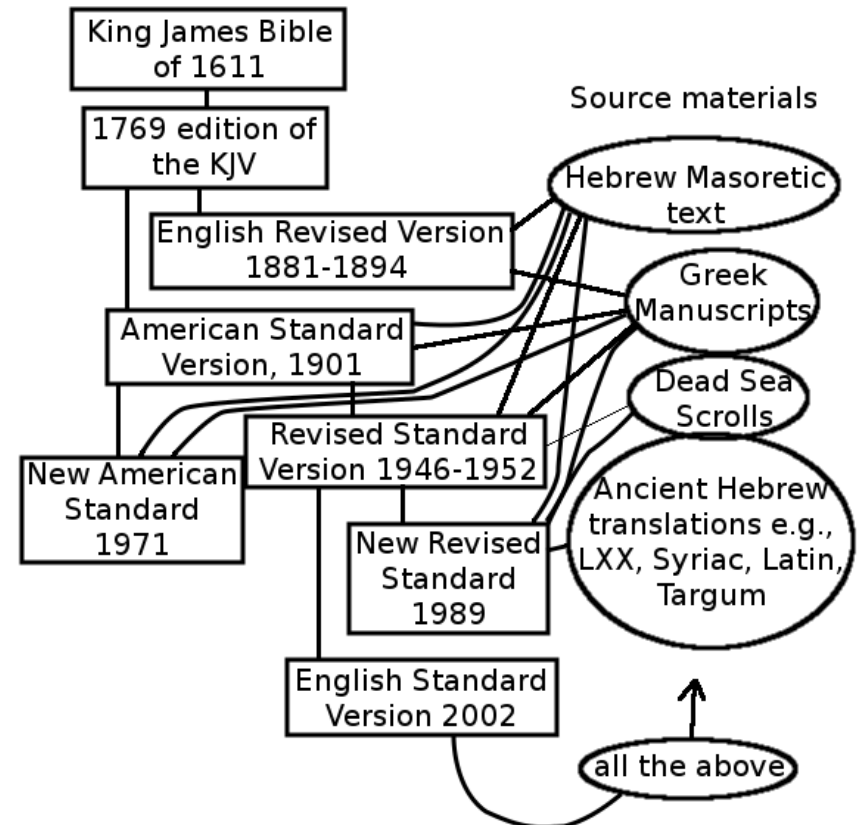 King James Bible
of 1611
Source materials
1769 edition of
the KJV
Hebrew Masoretic
text
English Revised Version
1881-1894
Greek
Manuscripts
American Standard
Version, 1901
Dead Sea
Scrolls
Revised Standard
Version 1946-1952
New American
Standard
1971
Ancient Hebrew
translations e.g.,
LXX, Syriac, Latin,
Targum
New Revised
Standard
1989
English Standard
Version 2002
all the above